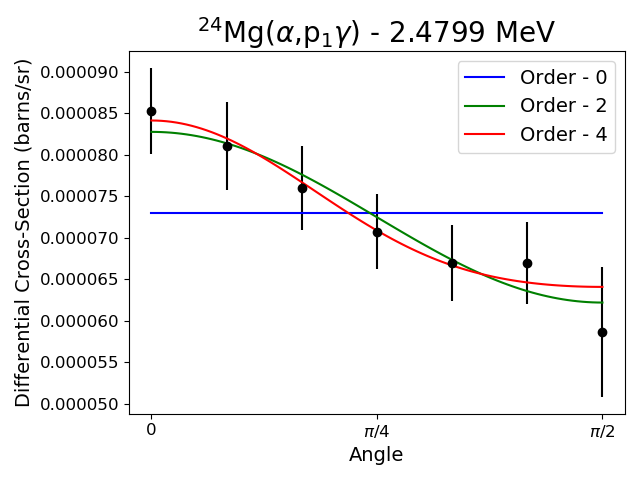 ²⁴Mg(α,p₁γ) - 2.4799 MeV
Order - 0
Order - 2
Order - 4
Differential Cross-Section (barns/sr)
0.000090
0.000085
0.000080
0.000075
0.000070
0.000065
0.000060
0.000055
0.000050
0 π/4 π/2
Angle